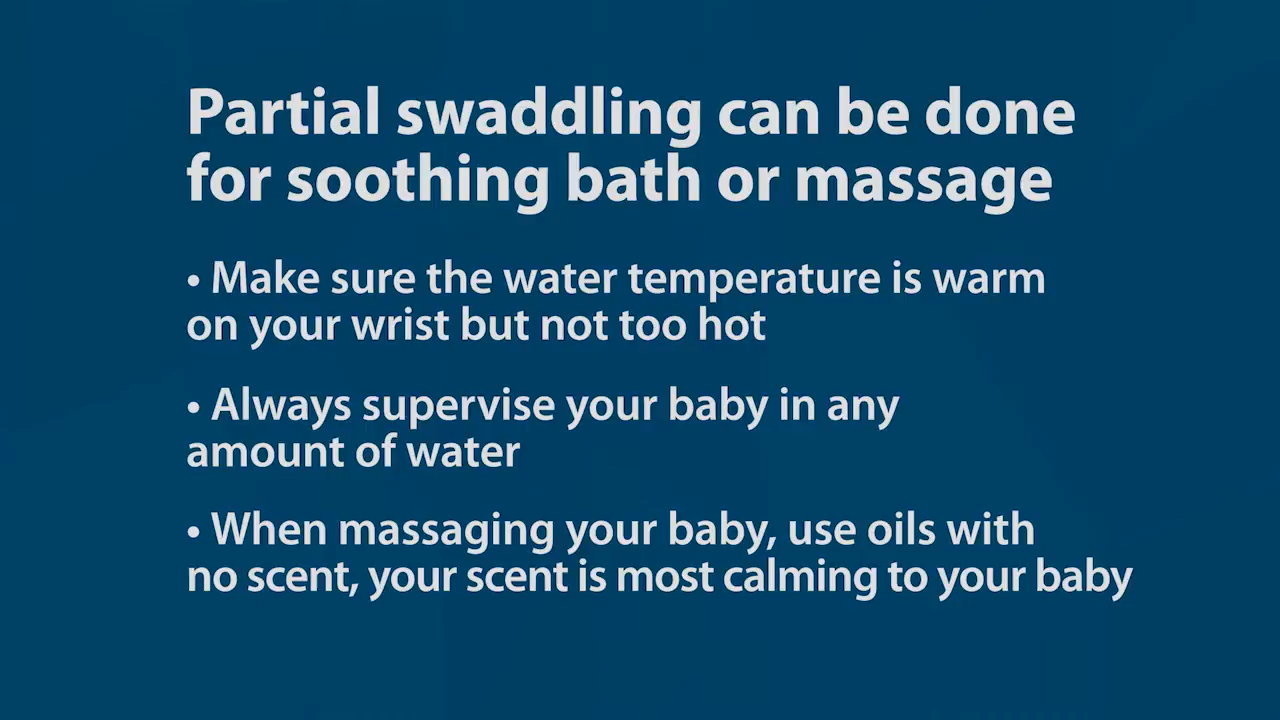 Partial swaddling can be done
for soothing bath or massage
• Make sure the water temperature is warm
on your wrist but not too hot
• Always supervise your baby in any
amount of water
• When massaging your baby, use oils with
no scent, your scent is most calming to your baby